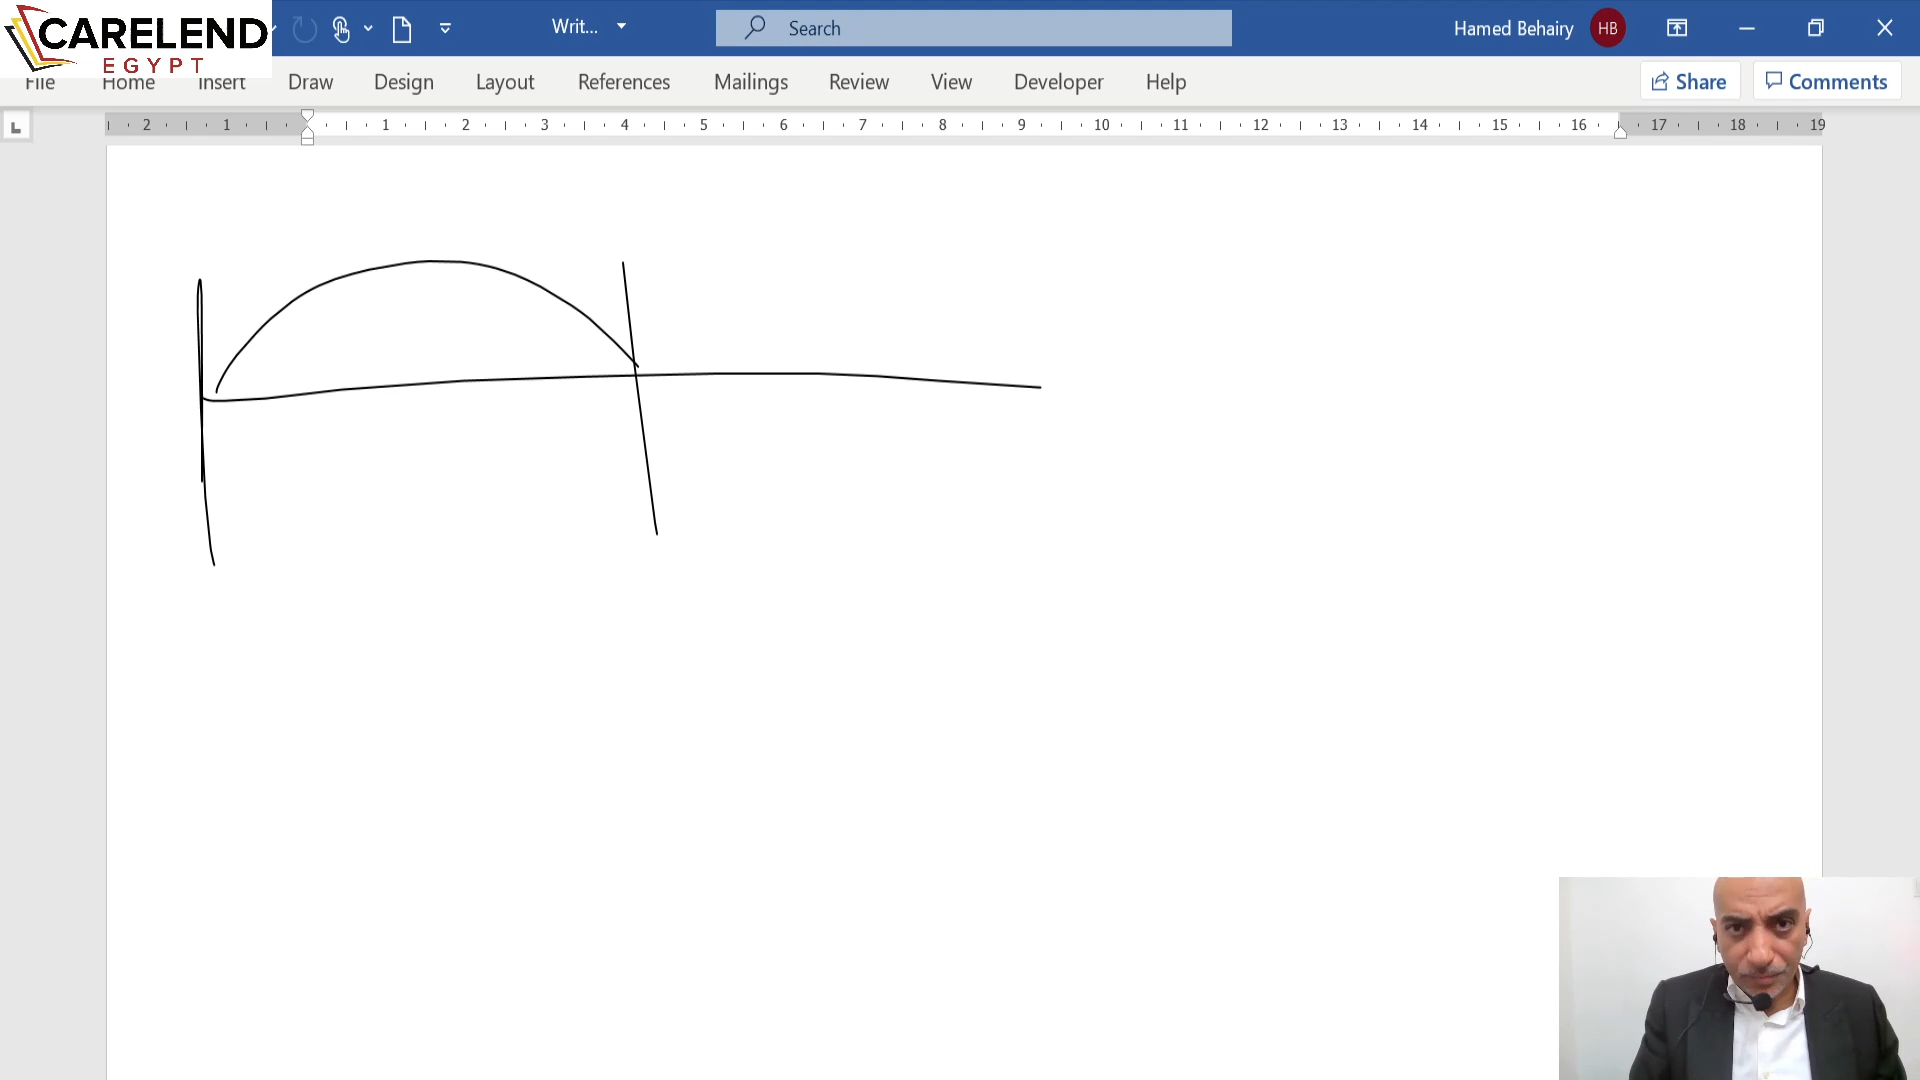 CARELEND
EGYPT
Writ...
Search
Hamed Behairy
HB
File
Home
Insert
Draw
Design
Layout
References
Mailings
Review
View
Developer
Help
Share
Comments
2 1 1 2 3 4 5 6 7 8 9 10 11 12 13 14 15 16 17 18 19